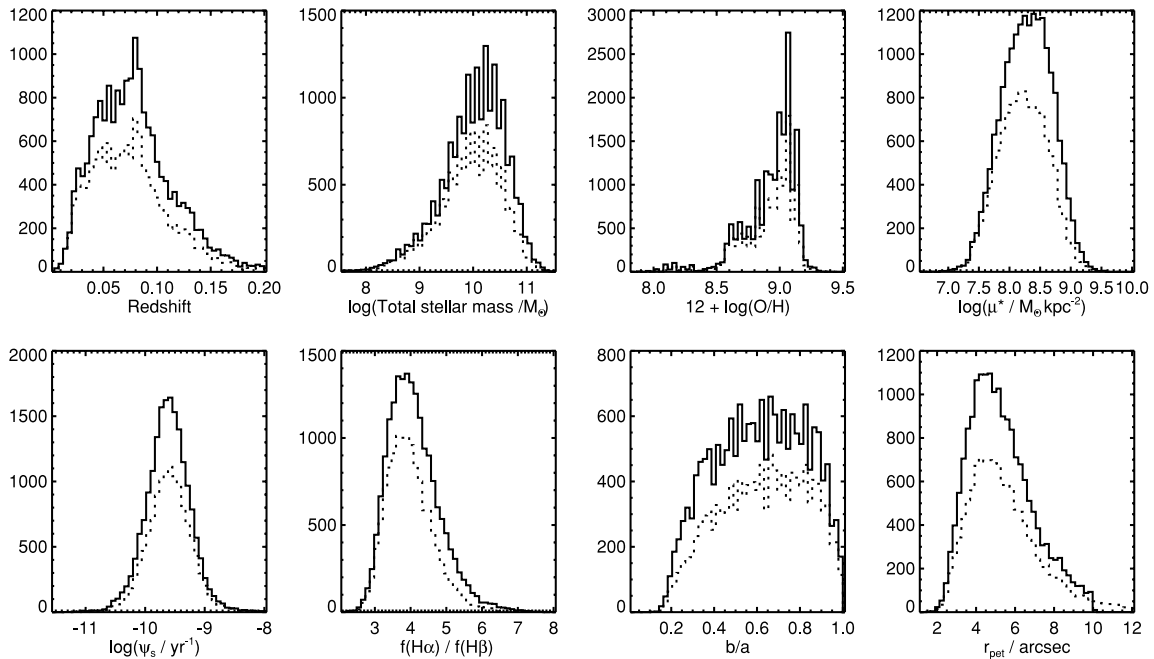 1200
1000
800
600
400
200
0
0.05 0.10 0.15 0.20
Redshift
1500
1000
500
0
8 9 10 11
log(Total stellar mass /M⊙)
3000
2500
2000
1500
1000
500
0
8.0 8.5 9.0 9.5
12 + log(O/H)
1200
1000
800
600
400
200
0
7.0 7.5 8.0 8.5 9.0 9.5 10.0
log(μ* / M⊙ kpc⁻²)
2000
1500
1000
500
0
-11 -10 -9 -8
log(ψₛ / yr⁻¹)
1500
1000
500
0
3 4 5 6 7 8
f(Hα) / f(Hβ)
800
600
400
200
0
0.2 0.4 0.6 0.8 1.0
b/a
1200
1000
800
600
400
200
0
2 4 6 8 10 12
r_pet / arcsec